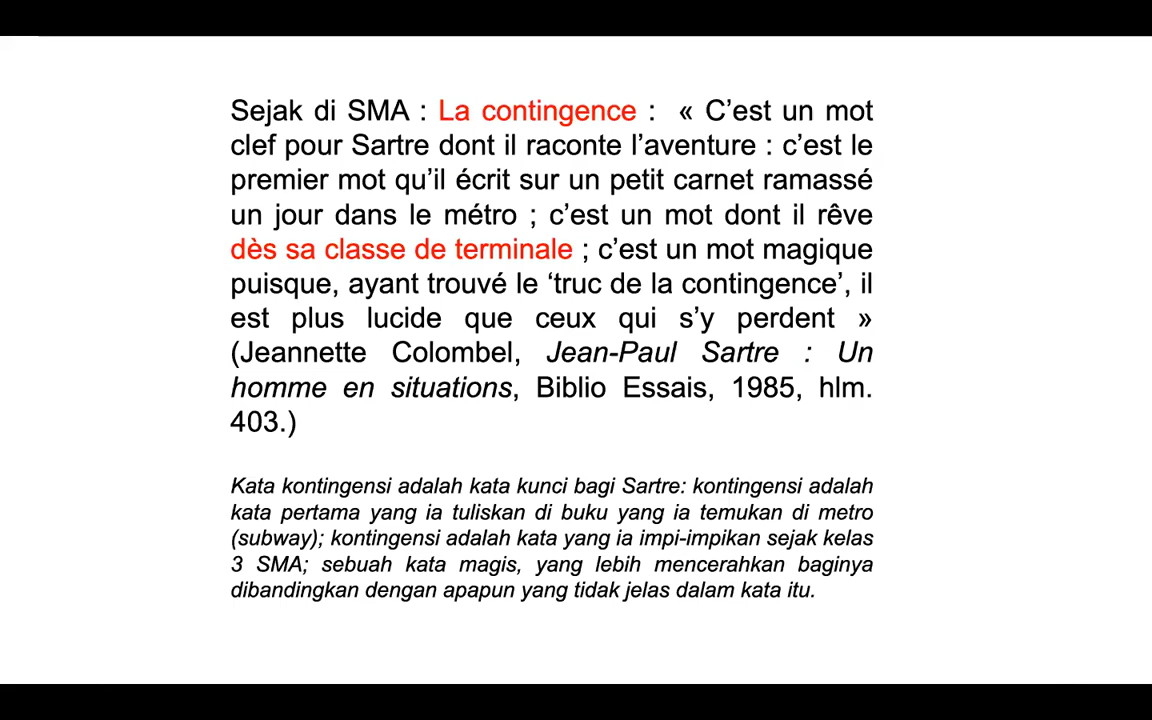 Sejak di SMA : La contingence : « C’est un mot
clef pour Sartre dont il raconte l’aventure : c’est le
premier mot qu’il écrit sur un petit carnet ramassé
un jour dans le métro ; c’est un mot dont il rêve
dès sa classe de terminale ; c’est un mot magique
puisque, ayant trouvé le ‘truc de la contingence’, il
est plus lucide que ceux qui s’y perdent »
(Jeannette Colombel, Jean-Paul Sartre : Un
homme en situations, Biblio Essais, 1985, hlm.
403.)
Kata kontingensi adalah kata kunci bagi Sartre: kontingensi adalah
kata pertama yang ia tuliskan di buku yang ia temukan di metro
(subway); kontingensi adalah kata yang ia impi-impikan sejak kelas
3 SMA; sebuah kata magis, yang lebih mencerahkan baginya
dibandingkan dengan apapun yang tidak jelas dalam kata itu.